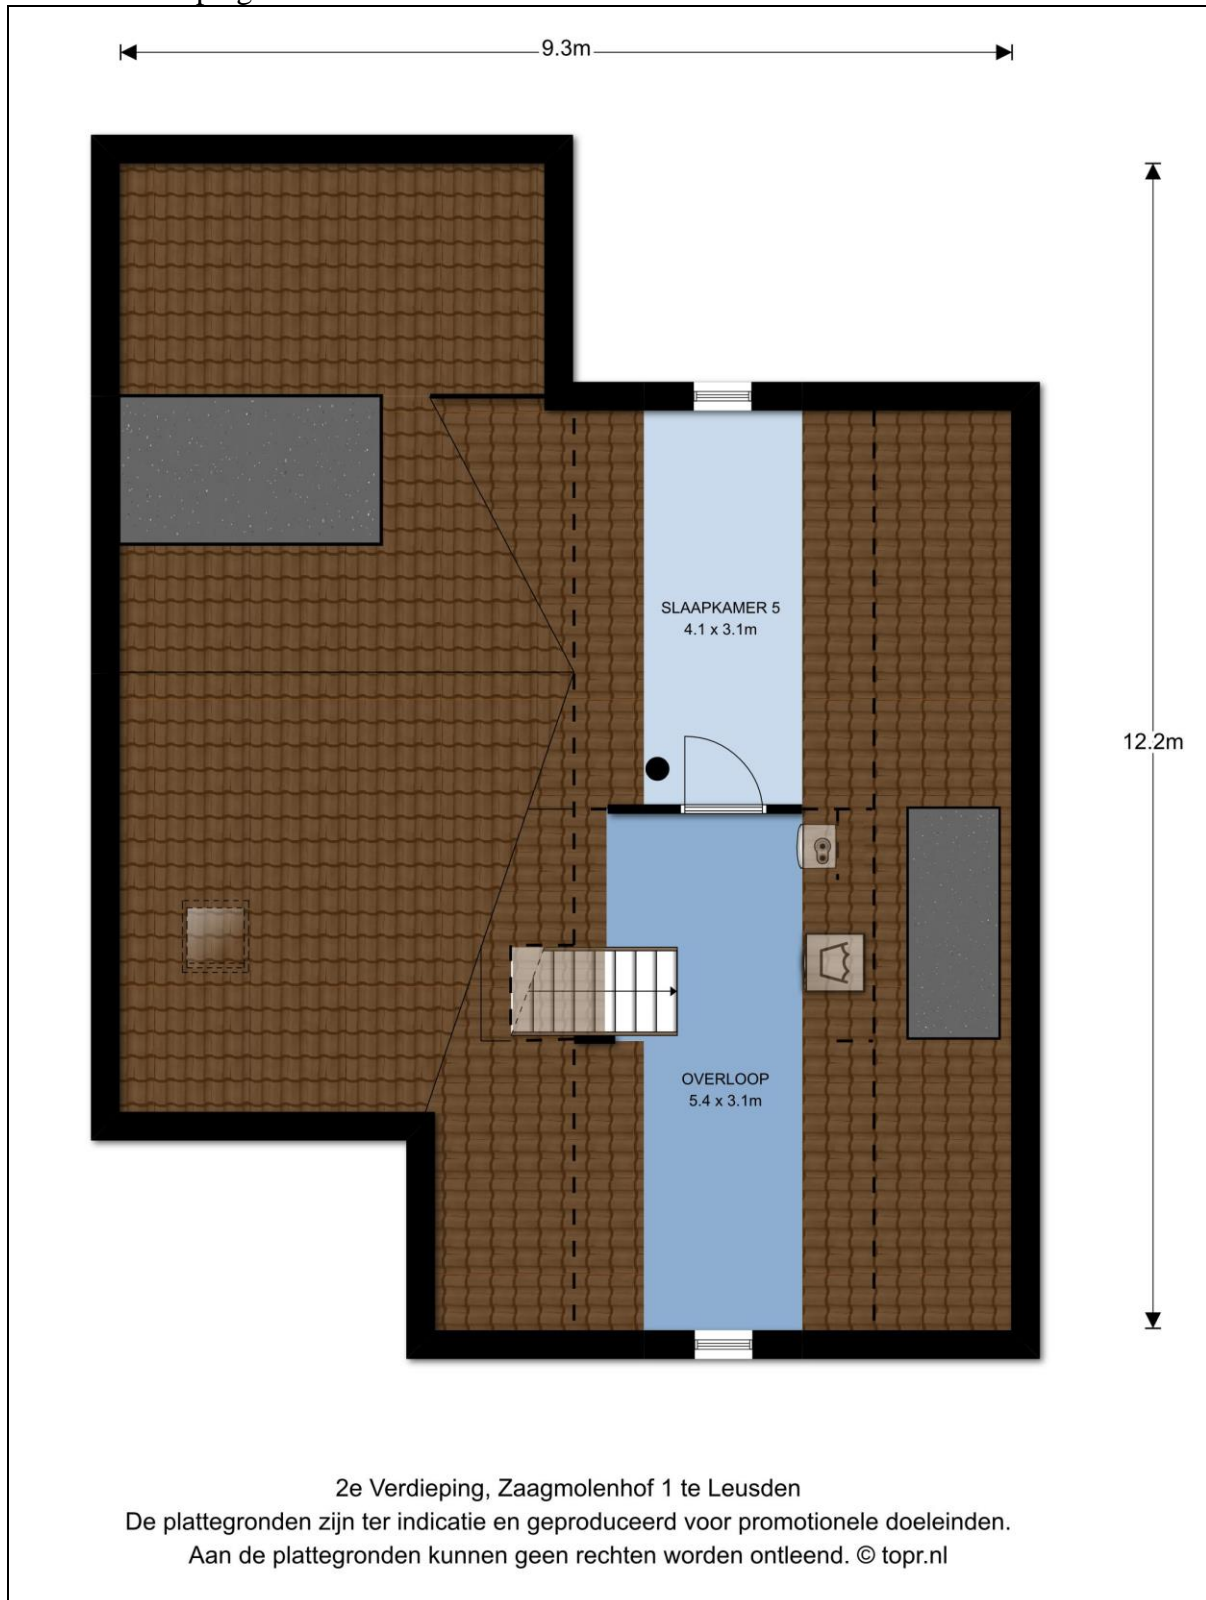 9.3m
SLAAPKAMER 5
4.1 x 3.1m
12.2m
OVERLOOP
5.4 x 3.1m
2e Verdieping, Zaagmolenhof 1 te Leusden
De plattegronden zijn ter indicatie en geproduceerd voor promotionele doeleinden.
Aan de plattegronden kunnen geen rechten worden ontleend. © topr.nl